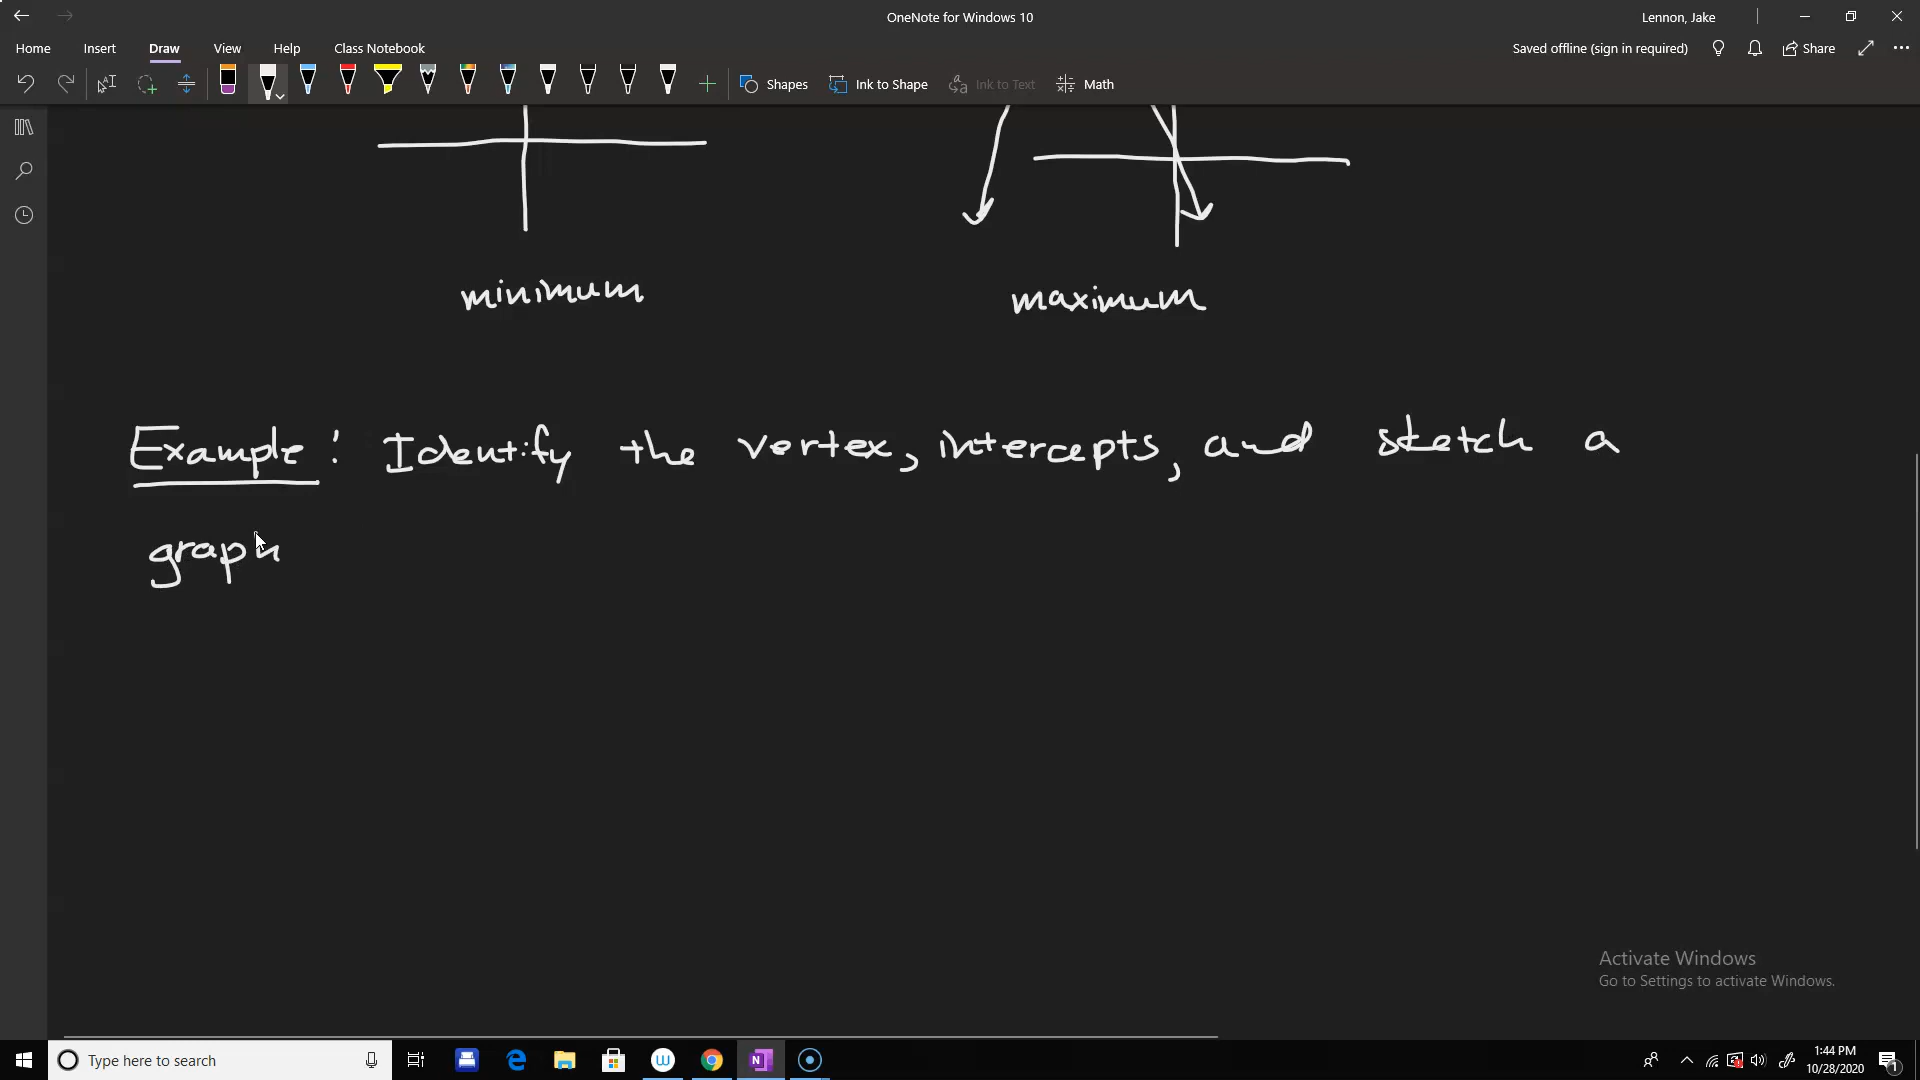 OneNote for Windows 10
Lennon, Jake
Home Insert Draw View Help Class Notebook
Saved offline (sign in required) Share
Shapes Ink to Shape Ink to Text Math
minimum
maximum
Example: Identify the vertex, intercepts, and sketch a
graph
Activate Windows
Go to Settings to activate Windows.
Type here to search
1:44 PM
10/28/2020
1